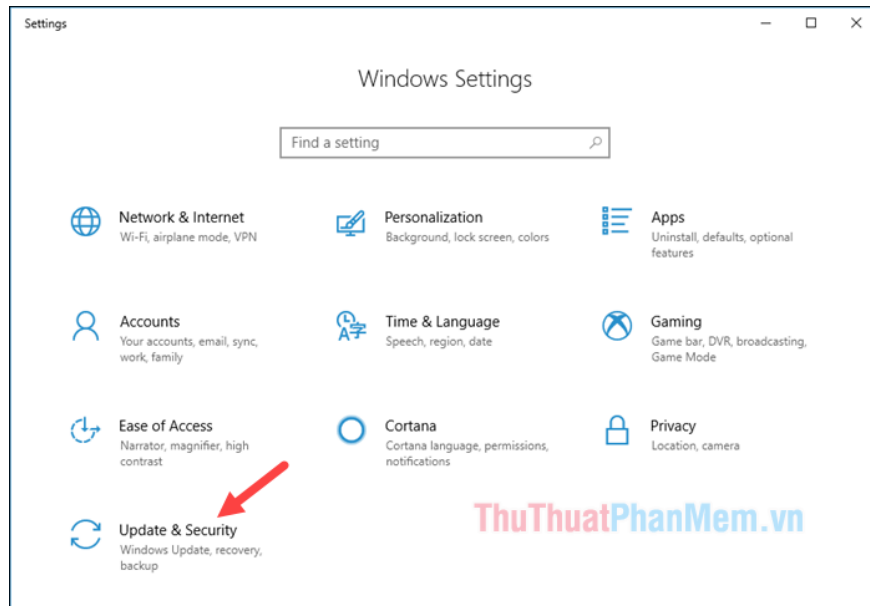 Settings
Windows Settings
Find a setting
Network & Internet
Wi-Fi, airplane mode, VPN
Personalization
Background, lock screen, colors
Apps
Uninstall, defaults, optional
features
Accounts
Your accounts, email, sync,
work, family
Time & Language
Speech, region, date
Gaming
Game bar, DVR, broadcasting,
Game Mode
Ease of Access
Narrator, magnifier, high
contrast
Cortana
Cortana language, permissions,
notifications
Privacy
Location, camera
Update & Security
Windows Update, recovery,
backup
ThuThuatPhanMem.vn